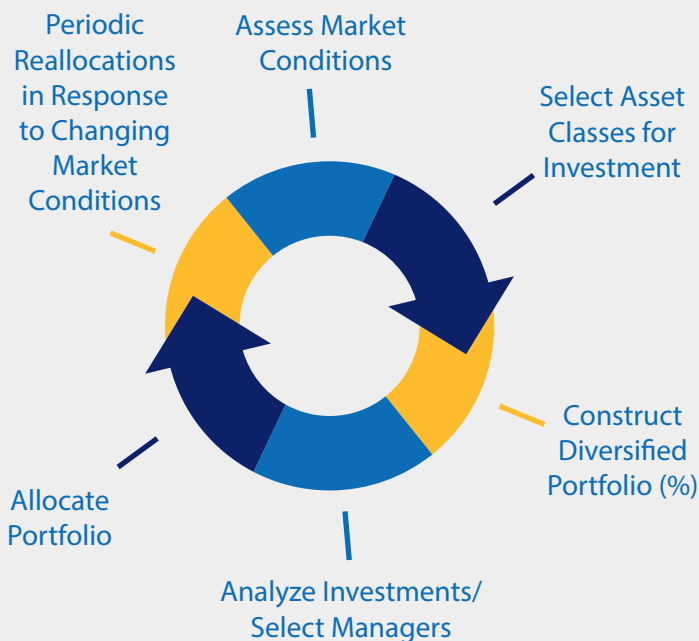 Assess Market
Conditions
Select Asset
Classes for
Investment
Construct
Diversified
Portfolio (%)
Analyze Investments/
Select Managers
Allocate
Portfolio
Periodic
Reallocations
in Response
to Changing
Market
Conditions